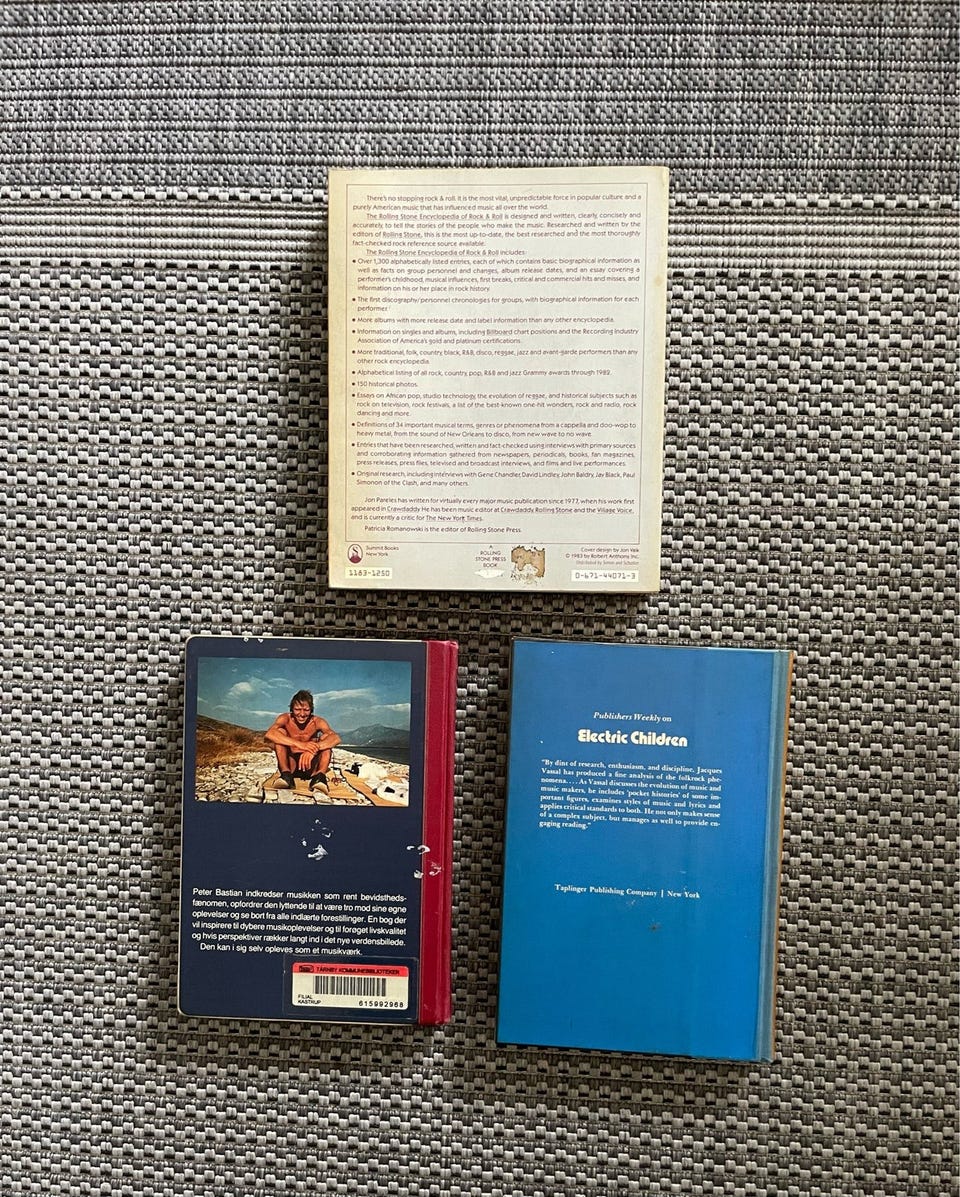 There's no stopping rock & roll. It is the most vital, unpredictable force in popular culture and a
purely American music that has influenced music all over the world.
The Rolling Stone Encyclopedia of Rock & Roll is designed and written, clearly, concisely and
accurately, to tell the stories of the people who make the music. Researched and written by the
editors of Rolling Stone, this is the most up-to-date, the best researched and the most thoroughly
fact-checked rock reference source available.
The Rolling Stone Encyclopedia of Rock & Roll includes:
• Over 1,300 alphabetically listed entries, each of which contains basic biographical information as
well as facts on group personnel and changes, album release dates, and an essay covering a
performer's childhood, musical influences, first breaks, critical and commercial hits and misses, and
information on his or her place in rock history.
• The first discography/personnel chronologies for groups, with biographical information for each
performer.
• More albums with more release date and label information than any other encyclopedia.
• Information on singles and albums, including Billboard chart positions and the Recording Industry
Association of America's gold and platinum certifications.
• More traditional, folk, country, black, R&B, disco, reggae, jazz and avant-garde performers than any
other rock encyclopedia.
• Alphabetical listing of all rock, country, pop, R&B and jazz Grammy awards through 1982.
• 150 historical photos.
• Essays on African pop, studio technology, the evolution of reggae, and historical subjects such as
rock on television, rock festivals, a list of the best-known one-hit wonders, rock and radio, rock
dancing and more.
• Definitions of 34 important musical terms, genres or phenomena from a cappella and doo-wop to
heavy metal, from the sound of New Orleans to disco, from new wave to no wave.
• Entries that have been researched, written and fact-checked using interviews with primary sources
and corroborating information gathered from newspapers, periodicals, books, fan magazines,
press releases, press files, televised and broadcast interviews, and films and live performances.
• Original research, including interviews with Gene Chandler, David Lindley, John Baldry, Jay Black, Paul
Simonon of the Clash, and many others.
Jon Pareles has written for virtually every major music publication since 1977, when his work first
appeared in Crawdaddy. He has been music editor at Crawdaddy, Rolling Stone and the Village Voice,
and is currently a critic for The New York Times.
Patricia Romanowski is the editor of Rolling Stone Press.
Summit Books
New York
A
ROLLING
STONE PRESS
BOOK
Cover design by Jon Valk
© 1983 by Robert Anthony, Inc.
Distributed by Simon and Schuster
1183-1250
0-671-44071-3
Peter Bastian indkredser musikken som rent bevidstheds-
fænomen, opfordrer den lyttende til at være tro mod sine egne
oplevelser og se bort fra alle indlærte forestillinger. En bog der
vil inspirere til dybere musikoplevelser og til forøget livskvalitet
og hvis perspektiver rækker langt ind i det nye verdensbillede.
Den kan i sig selv opleves som et musikværk.
TÅRNBY KOMMUNEBIBLIOTEKER
FILIAL
KASTRUP
615992968
Publishers Weekly on
Electric Children
"By dint of research, enthusiasm, and discipline, Jacques
Vassal has produced a fine analysis of the folkrock phe-
nomena. . . . As Vassal discusses the evolution of music and
music makers, he includes 'pocket histories' of some im-
portant figures, examines styles of music and lyrics and
applies critical standards to both. He not only makes sense
of a complex subject, but manages as well to provide en-
gaging reading."
Taplinger Publishing Company | New York